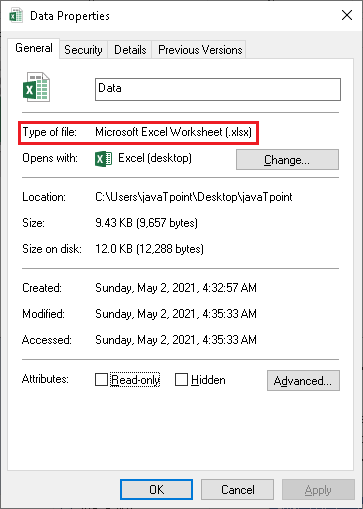 Data Properties
General Security Details Previous Versions
Data
Type of file: Microsoft Excel Worksheet (.xlsx)
Opens with: Excel (desktop) Change...
Location: C:\Users\javaTpoint\Desktop\javaTpoint
Size: 9.43 KB (9,657 bytes)
Size on disk: 12.0 KB (12,288 bytes)
Created: Sunday, May 2, 2021, 4:32:57 AM
Modified: Sunday, May 2, 2021, 4:35:33 AM
Accessed: Sunday, May 2, 2021, 4:35:33 AM
Attributes: Read-only Hidden Advanced...
OK Cancel Apply